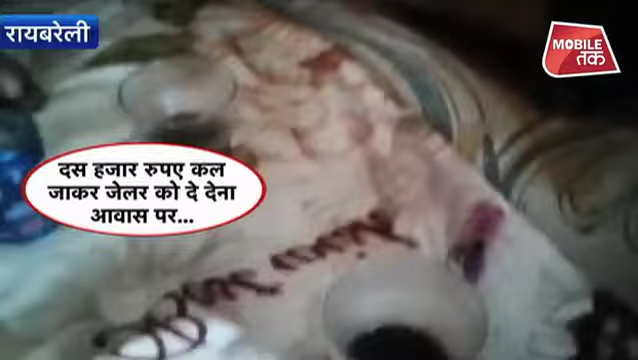 रायबरेली
MOBILE
तक
दस हजार रुपए कल
जाकर जेलर को दे देना
आवास पर...